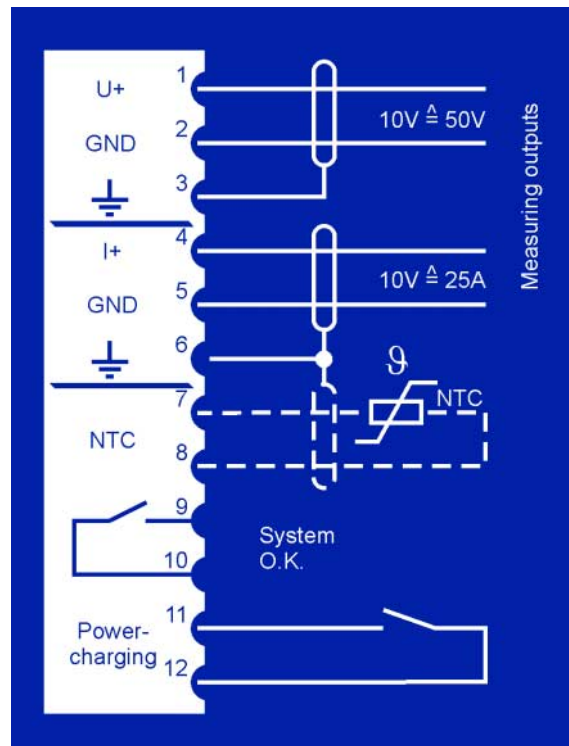 U+
1
10V ≙ 50V
GND
2
3
I+
4
10V ≙ 25A
GND
5
6
Measuring outputs
ϑ
7
NTC
NTC
8
9
System
O.K.
10
11
Power-
charging
12